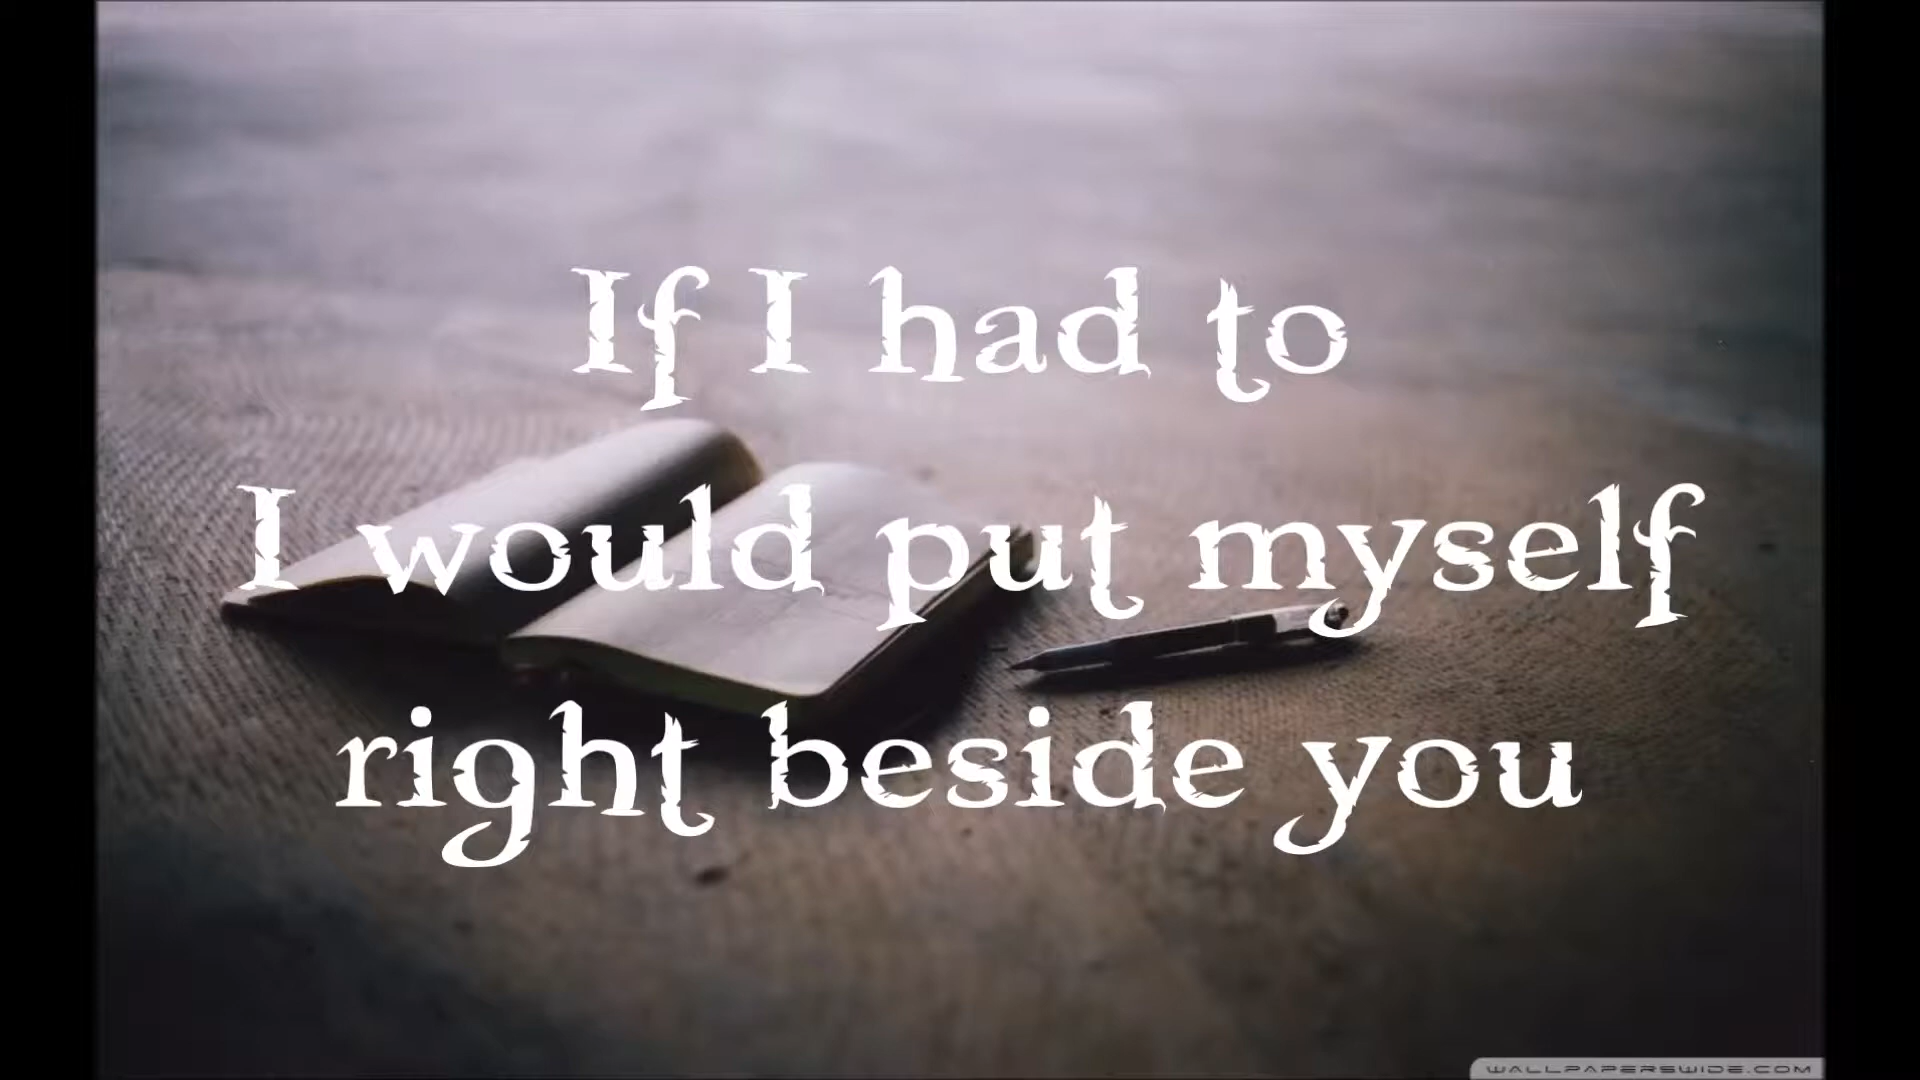 If I had to
I would put myself
right beside you
WALLPAPERSWIDE.COM